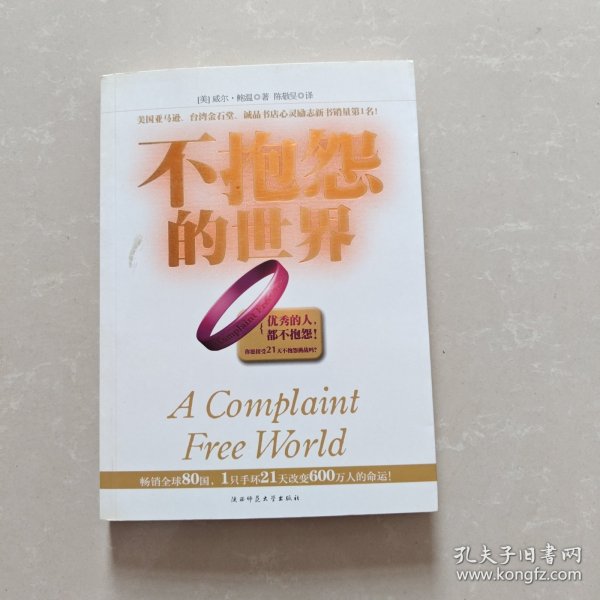 [美]威尔·鲍温◎著 陈敬旻◎译
美国亚马逊、台湾金石堂、诚品书店心灵励志新书销量第1名!
不抱怨
的世界
Complaint Free
优秀的人,
都不抱怨!
你愿接受21天不抱怨挑战吗?
A Complaint
Free World
畅销全球80国,1只手环21天改变600万人的命运!
陕西师范大学出版社
孔夫子旧书网
www.kongfz.com